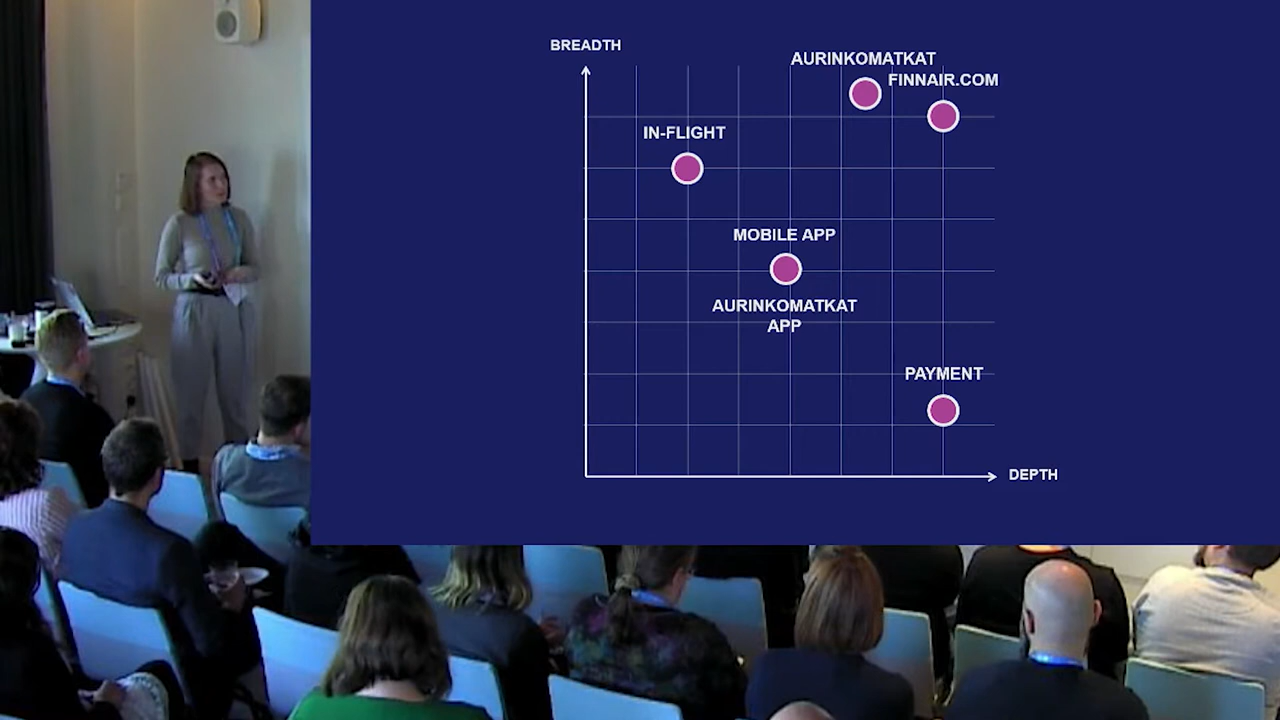 BREADTH
AURINKOMATKAT
FINNAIR.COM
IN-FLIGHT
MOBILE APP
AURINKOMATKAT
APP
PAYMENT
DEPTH